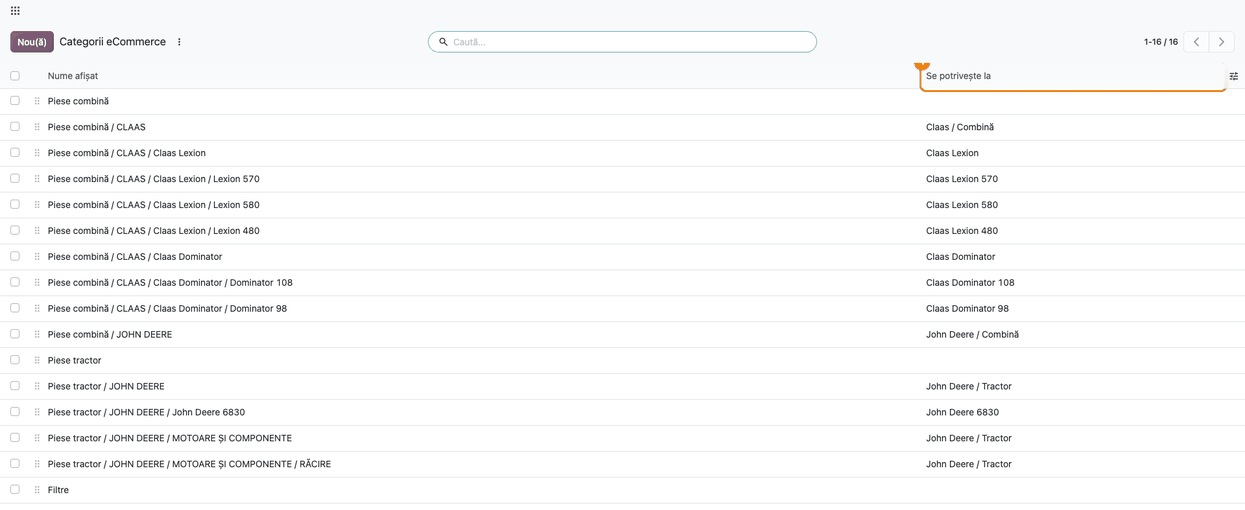 Nou(ă) Categorii eCommerce Caută... 1-16 / 16
Nume afișat Se potrivește la
Piese combină
Piese combină / CLAAS Claas / Combină
Piese combină / CLAAS / Claas Lexion Claas Lexion
Piese combină / CLAAS / Claas Lexion / Lexion 570 Claas Lexion 570
Piese combină / CLAAS / Claas Lexion / Lexion 580 Claas Lexion 580
Piese combină / CLAAS / Claas Lexion / Lexion 480 Claas Lexion 480
Piese combină / CLAAS / Claas Dominator Claas Dominator
Piese combină / CLAAS / Claas Dominator / Dominator 108 Claas Dominator 108
Piese combină / CLAAS / Claas Dominator / Dominator 98 Claas Dominator 98
Piese combină / JOHN DEERE John Deere / Combină
Piese tractor
Piese tractor / JOHN DEERE John Deere / Tractor
Piese tractor / JOHN DEERE / John Deere 6830 John Deere 6830
Piese tractor / JOHN DEERE / MOTOARE ȘI COMPONENTE John Deere / Tractor
Piese tractor / JOHN DEERE / MOTOARE ȘI COMPONENTE / RĂCIRE John Deere / Tractor
Filtre